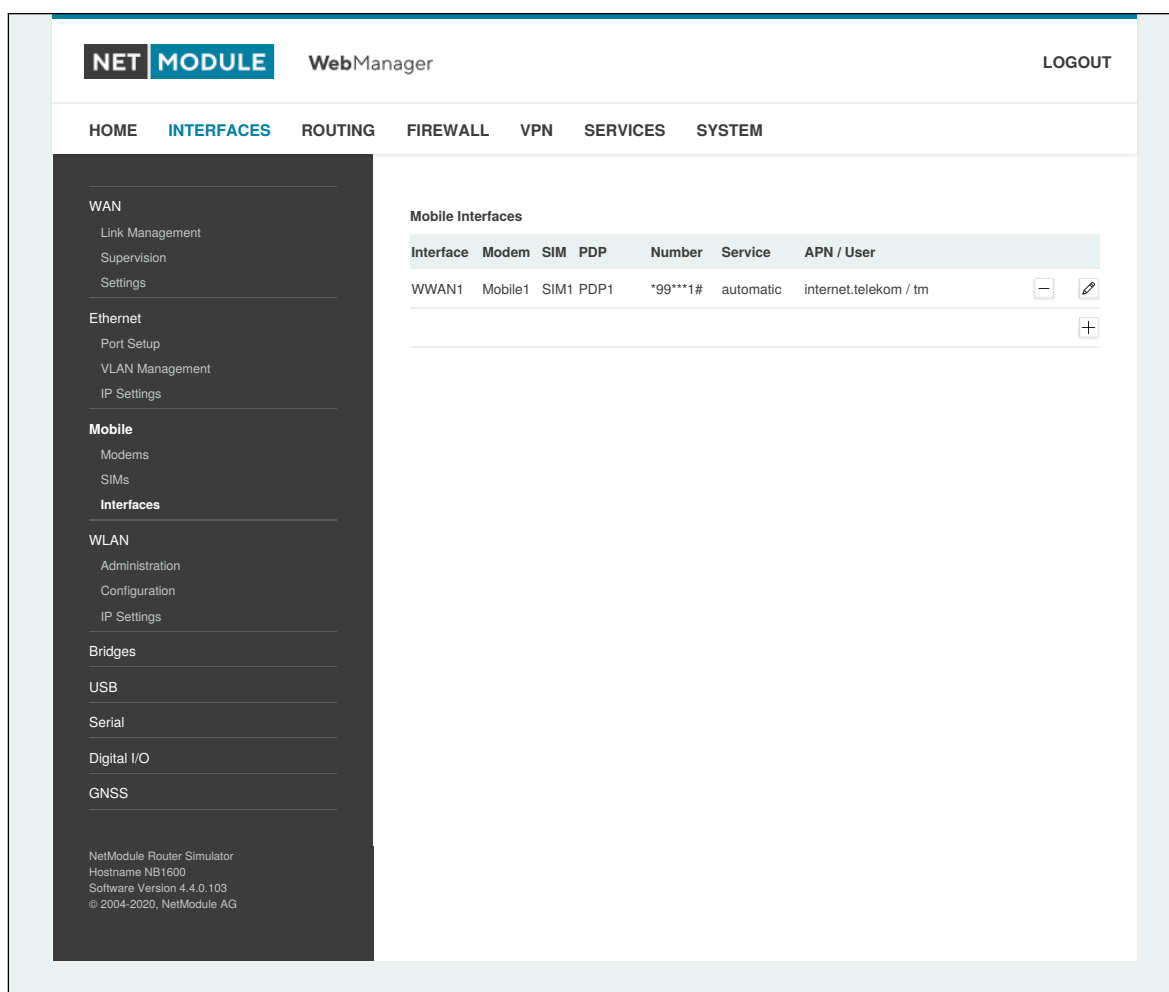 NET MODULE WebManager LOGOUT
HOME INTERFACES ROUTING FIREWALL VPN SERVICES SYSTEM
WAN
Link Management
Supervision
Settings
Ethernet
Port Setup
VLAN Management
IP Settings
Mobile
Modems
SIMs
Interfaces
WLAN
Administration
Configuration
IP Settings
Bridges
USB
Serial
Digital I/O
GNSS
NetModule Router Simulator
Hostname NB1600
Software Version 4.4.0.103
© 2004-2020, NetModule AG
Mobile Interfaces
Interface Modem SIM PDP Number Service APN / User
WWAN1 Mobile1 SIM1 PDP1 *99***1# automatic internet.telekom / tm